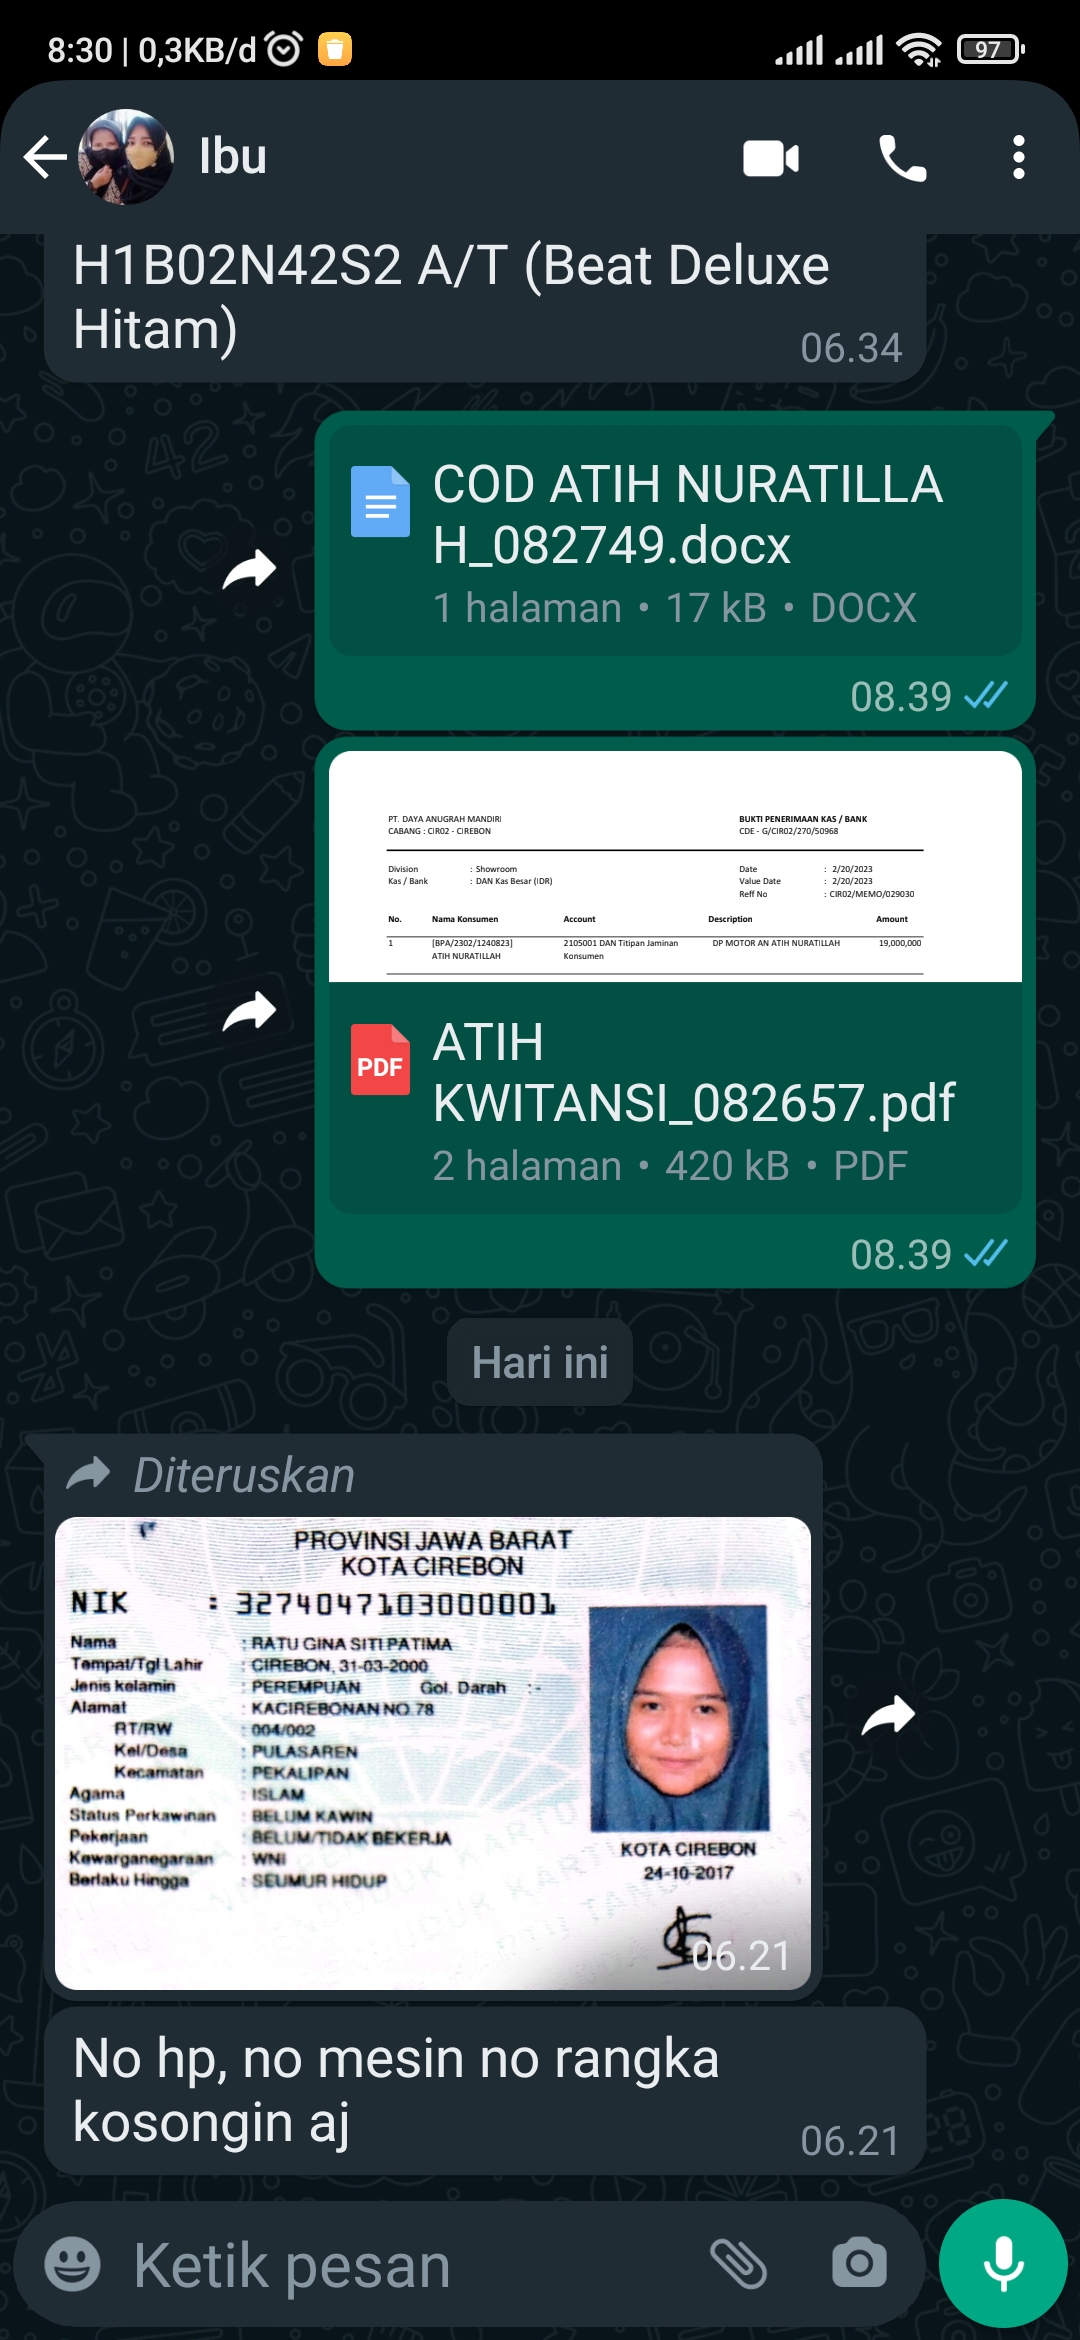 8:30 | 0,3KB/d
97
Ibu
H1B02N42S2 A/T (Beat Deluxe
Hitam)
06.34
COD ATIH NURATILLA
H_082749.docx
1 halaman • 17 kB • DOCX
08.39
PT. DAYA ANUGRAH MANDIRI
CABANG : CIR02 - CIREBON
BUKTI PENERIMAAN KAS / BANK
CDE - G/CIR02/270/50968
Division : Showroom
Kas / Bank : DAN Kas Besar (IDR)
Date : 2/20/2023
Value Date : 2/20/2023
Reff No : CIR02/MEMO/029030
No. Nama Konsumen Account Description Amount
1 [BPA/2302/1240823] 2105001 DAN Titipan Jaminan DP MOTOR AN ATIH NURATILLAH 19,000,000
ATIH NURATILLAH Konsumen
PDF
ATIH
KWITANSI_082657.pdf
2 halaman • 420 kB • PDF
08.39
Hari ini
Diteruskan
PROVINSI JAWA BARAT
KOTA CIREBON
NIK : 3274047103000001
Nama : RATU GINA SITI PATIMA
Tempat/Tgl Lahir : CIREBON, 31-03-2000
Jenis kelamin : PEREMPUAN Gol. Darah : -
Alamat : KACIREBONAN NO.78
RT/RW : 004/002
Kel/Desa : PULASAREN
Kecamatan : PEKALIPAN
Agama : ISLAM
Status Perkawinan : BELUM KAWIN
Pekerjaan : BELUM/TIDAK BEKERJA
Kewarganegaraan : WNI
Berlaku Hingga : SEUMUR HIDUP
KOTA CIREBON
24-10-2017
06.21
No hp, no mesin no rangka
kosongin aj
06.21
Ketik pesan